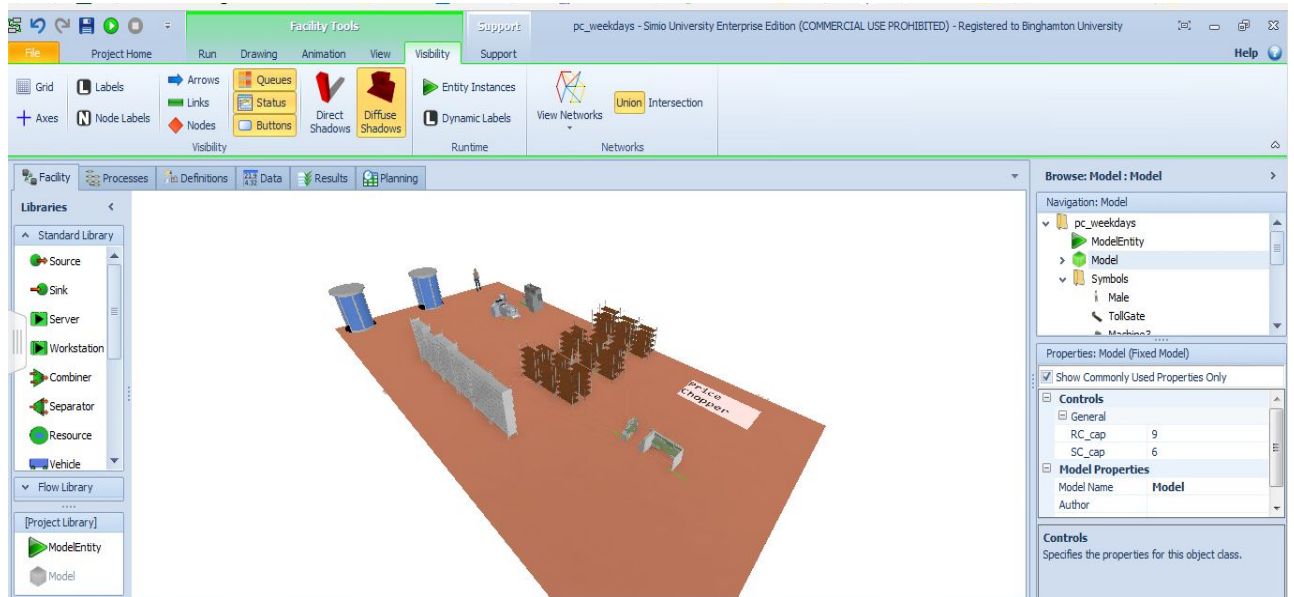 Facility Tools
Support
pc_weekdays - Simio University Enterprise Edition (COMMERCIAL USE PROHIBITED) - Registered to Binghamton University
File
Project Home
Run
Drawing
Animation
View
Visibility
Support
Help
Grid
Axes
Labels
Node Labels
Arrows
Links
Nodes
Queues
Status
Buttons
Direct
Shadows
Diffuse
Shadows
Visibility
Entity Instances
Dynamic Labels
Runtime
View Networks
Union
Intersection
Networks
Facility
Processes
Definitions
Data
Results
Planning
Libraries
Standard Library
Source
Sink
Server
Workstation
Combiner
Separator
Resource
Vehicle
Flow Library
[Project Library]
ModelEntity
Model
Price
Chopper
Browse: Model : Model
Navigation: Model
pc_weekdays
ModelEntity
Model
Symbols
Male
TollGate
Machine3
Properties: Model (Fixed Model)
Show Commonly Used Properties Only
Controls
General
RC_cap 9
SC_cap 6
Model Properties
Model Name Model
Author
Controls
Specifies the properties for this object class.